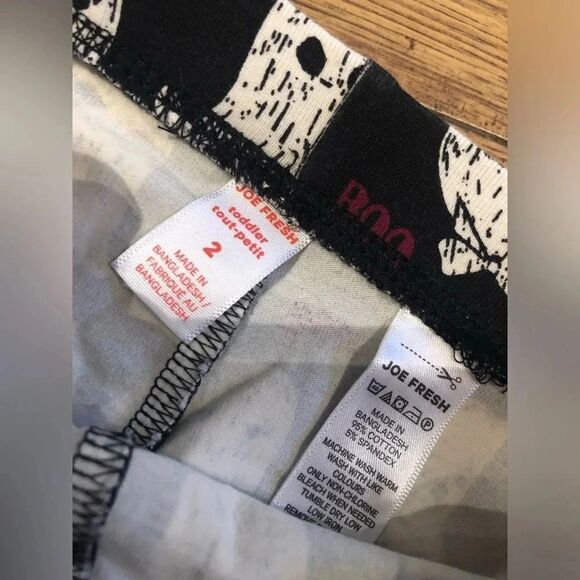 BOO
JOE FRESH
toddler
tout-petit
2
MADE IN
BANGLADESH/
FABRIQUÉ AU
BANGLADESH
JOE FRESH
MADE IN
BANGLADESH
95% COTTON
5% SPANDEX
MACHINE WASH WARM
WASH WITH LIKE
COLOURS
ONLY NON-CHLORINE
BLEACH WHEN NEEDED
TUMBLE DRY LOW
LOW IRON